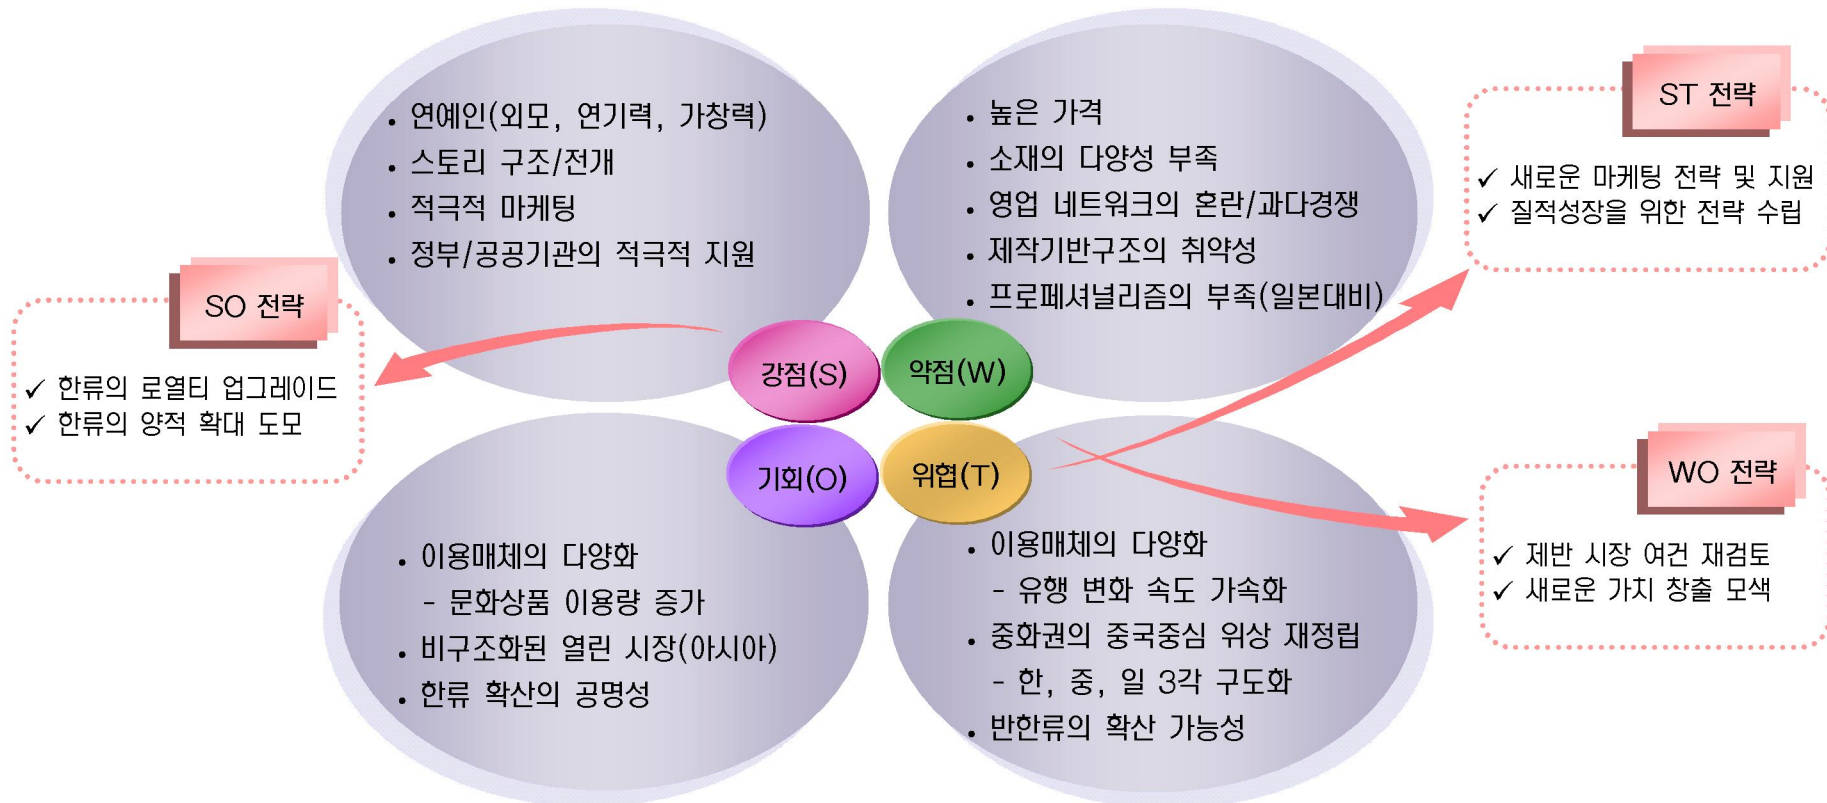 • 연예인(외모, 연기력, 가창력)
• 스토리 구조/전개
• 적극적 마케팅
• 정부/공공기관의 적극적 지원
• 높은 가격
• 소재의 다양성 부족
• 영업 네트워크의 혼란/과다경쟁
• 제작기반구조의 취약성
• 프로페셔널리즘의 부족(일본대비)
ST 전략
✓ 새로운 마케팅 전략 및 지원
✓ 질적성장을 위한 전략 수립
SO 전략
✓ 한류의 로열티 업그레이드
✓ 한류의 양적 확대 도모
강점(S)
약점(W)
기회(O)
위협(T)
• 이용매체의 다양화
- 문화상품 이용량 증가
• 비구조화된 열린 시장(아시아)
• 한류 확산의 공명성
• 이용매체의 다양화
- 유행 변화 속도 가속화
• 중화권의 중국중심 위상 재정립
- 한, 중, 일 3각 구도화
• 반한류의 확산 가능성
WO 전략
✓ 제반 시장 여건 재검토
✓ 새로운 가치 창출 모색